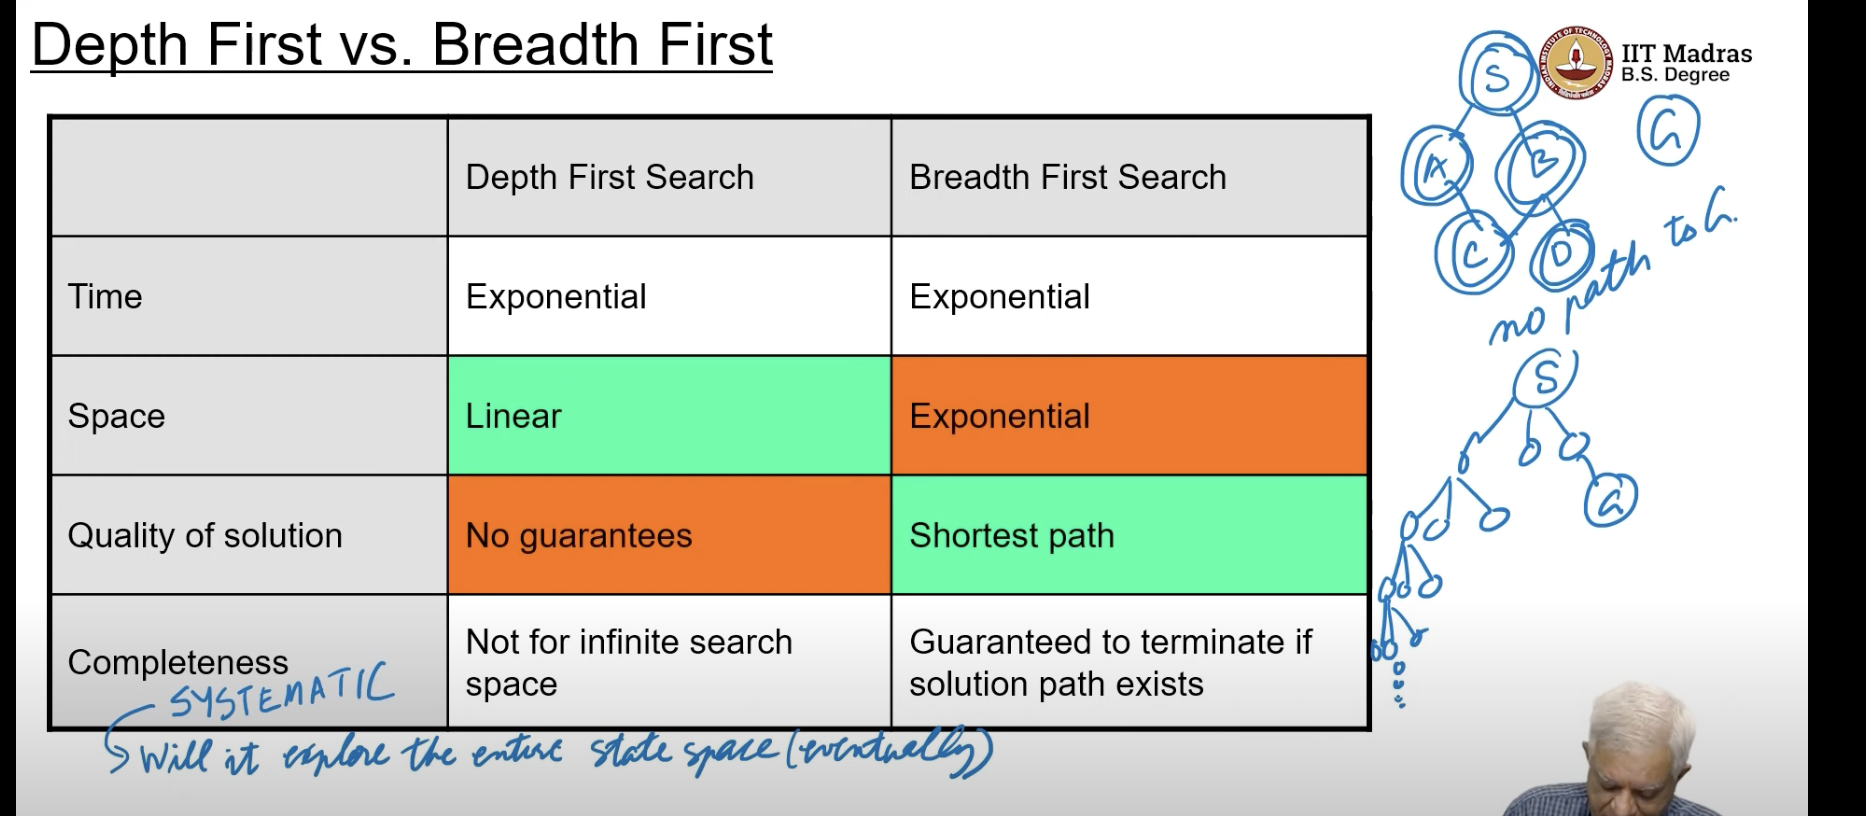 Depth First vs. Breadth First
IIT Madras
B.S. Degree
Depth First Search
Breadth First Search
Time
Exponential
Exponential
Space
Linear
Exponential
Quality of solution
No guarantees
Shortest path
Completeness
Not for infinite search
space
Guaranteed to terminate if
solution path exists
SYSTEMATIC
Will it explore the entire state space (eventually)
S
G
A
B
C
D
no path to G.
S
G